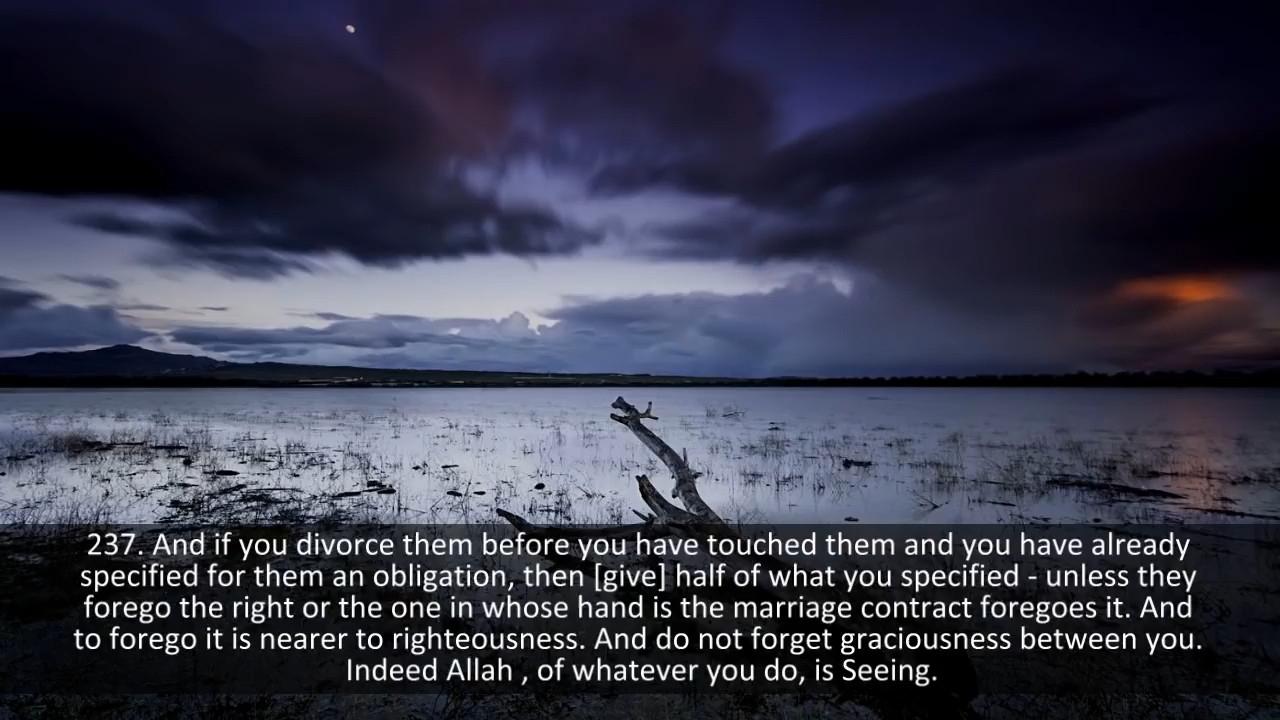 237. And if you divorce them before you have touched them and you have already
specified for them an obligation, then [give] half of what you specified - unless they
forego the right or the one in whose hand is the marriage contract foregoes it. And
to forego it is nearer to righteousness. And do not forget graciousness between you.
Indeed Allah , of whatever you do, is Seeing.